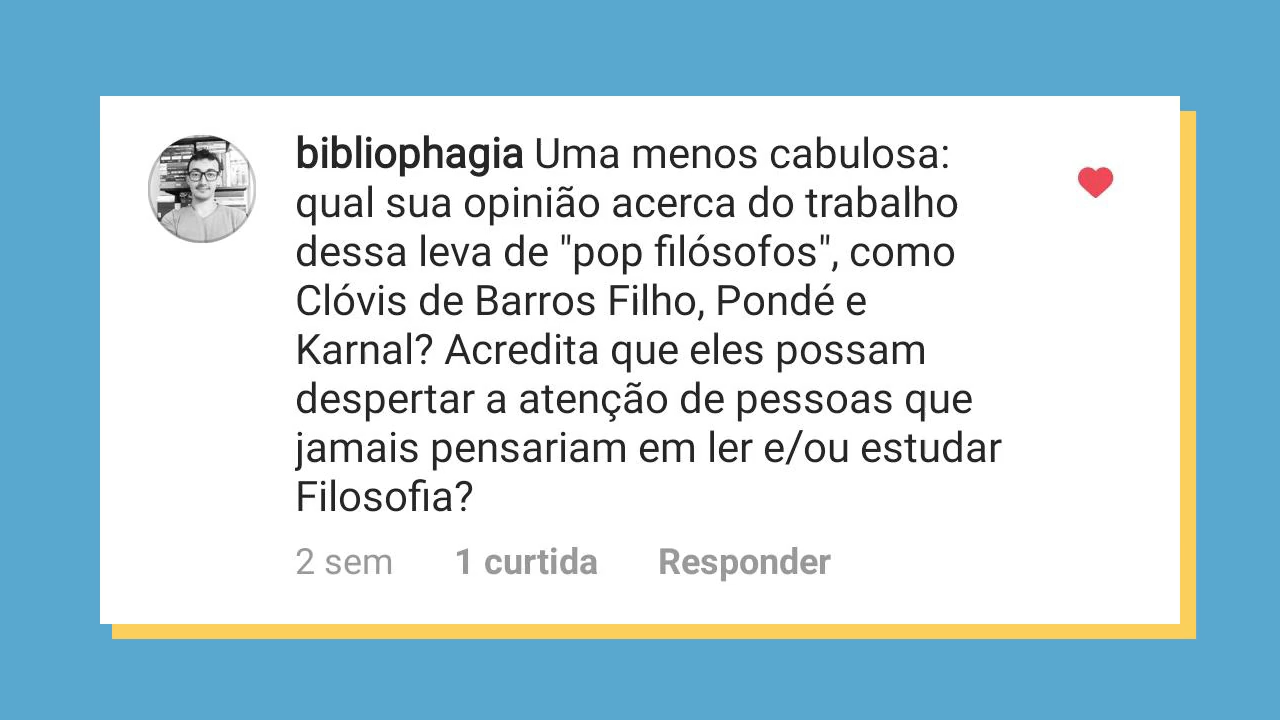 bibliophagia Uma menos cabulosa:
qual sua opinião acerca do trabalho
dessa leva de "pop filósofos", como
Clóvis de Barros Filho, Pondé e
Karnal? Acredita que eles possam
despertar a atenção de pessoas que
jamais pensariam em ler e/ou estudar
Filosofia?
2 sem 1 curtida Responder